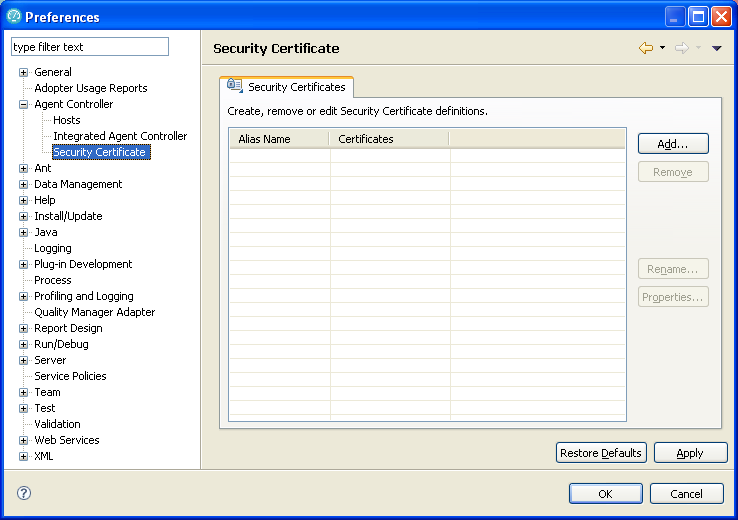 Preferences
type filter text
General
Adopter Usage Reports
Agent Controller
Hosts
Integrated Agent Controller
Security Certificate
Ant
Data Management
Help
Install/Update
Java
Logging
Plug-in Development
Process
Profiling and Logging
Quality Manager Adapter
Report Design
Run/Debug
Server
Service Policies
Team
Test
Validation
Web Services
XML
Security Certificate
Security Certificates
Create, remove or edit Security Certificate definitions.
Alias Name Certificates
Add...
Remove
Rename...
Properties...
Restore Defaults Apply
? OK Cancel